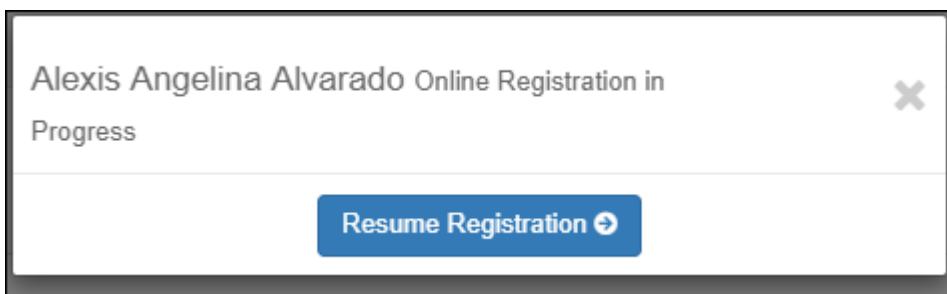 Alexis Angelina Alvarado Online Registration in
Progress
Resume Registration